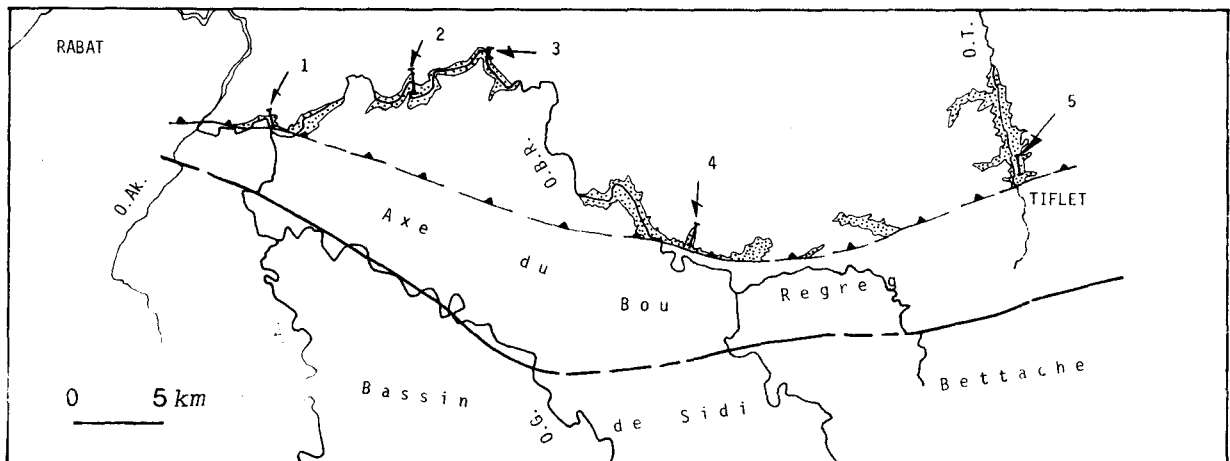 RABAT
1
2
3
4
5
O.T.
O.B.R.
O.Ak.
TIFLET
Axe du Bou Regreg
Bassin de Sidi Bettache
O.G.
0 5 km